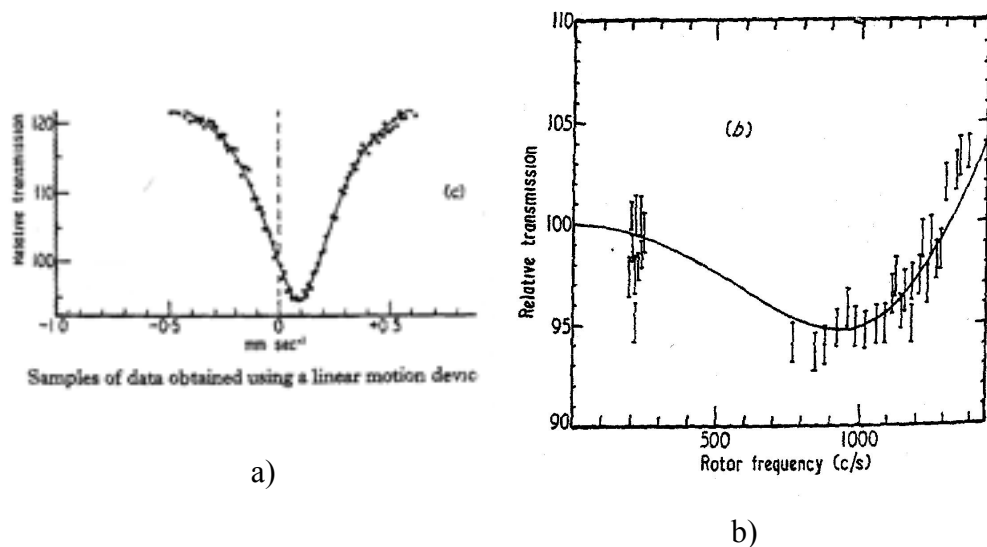 Relative transmission
120
110
100
(c)
-1·0
-0·5
0
+0·5
mm sec⁻¹
Samples of data obtained using a linear motion devic
a)
Relative transmission
110
105
100
95
90
(b)
500
1000
Rotor frequency (c/s)
b)